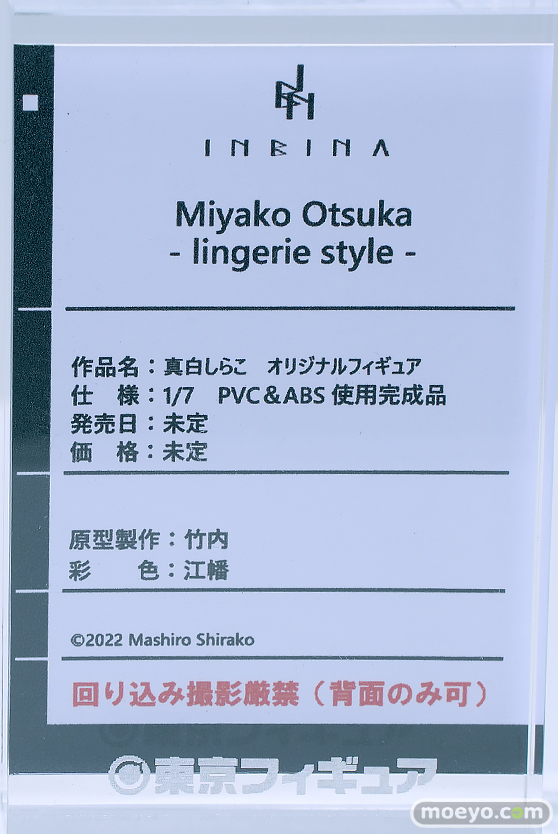 INBINA
Miyako Otsuka
- lingerie style -
作品名：真白しらこ　オリジナルフィギュア
仕　様：1/7　PVC＆ABS 使用完成品
発売日：未定
価　格：未定
原型製作：竹内
彩　　色：江幡
©2022 Mashiro Shirako
回り込み撮影厳禁（背面のみ可）
東京フィギュア
moeyo.com